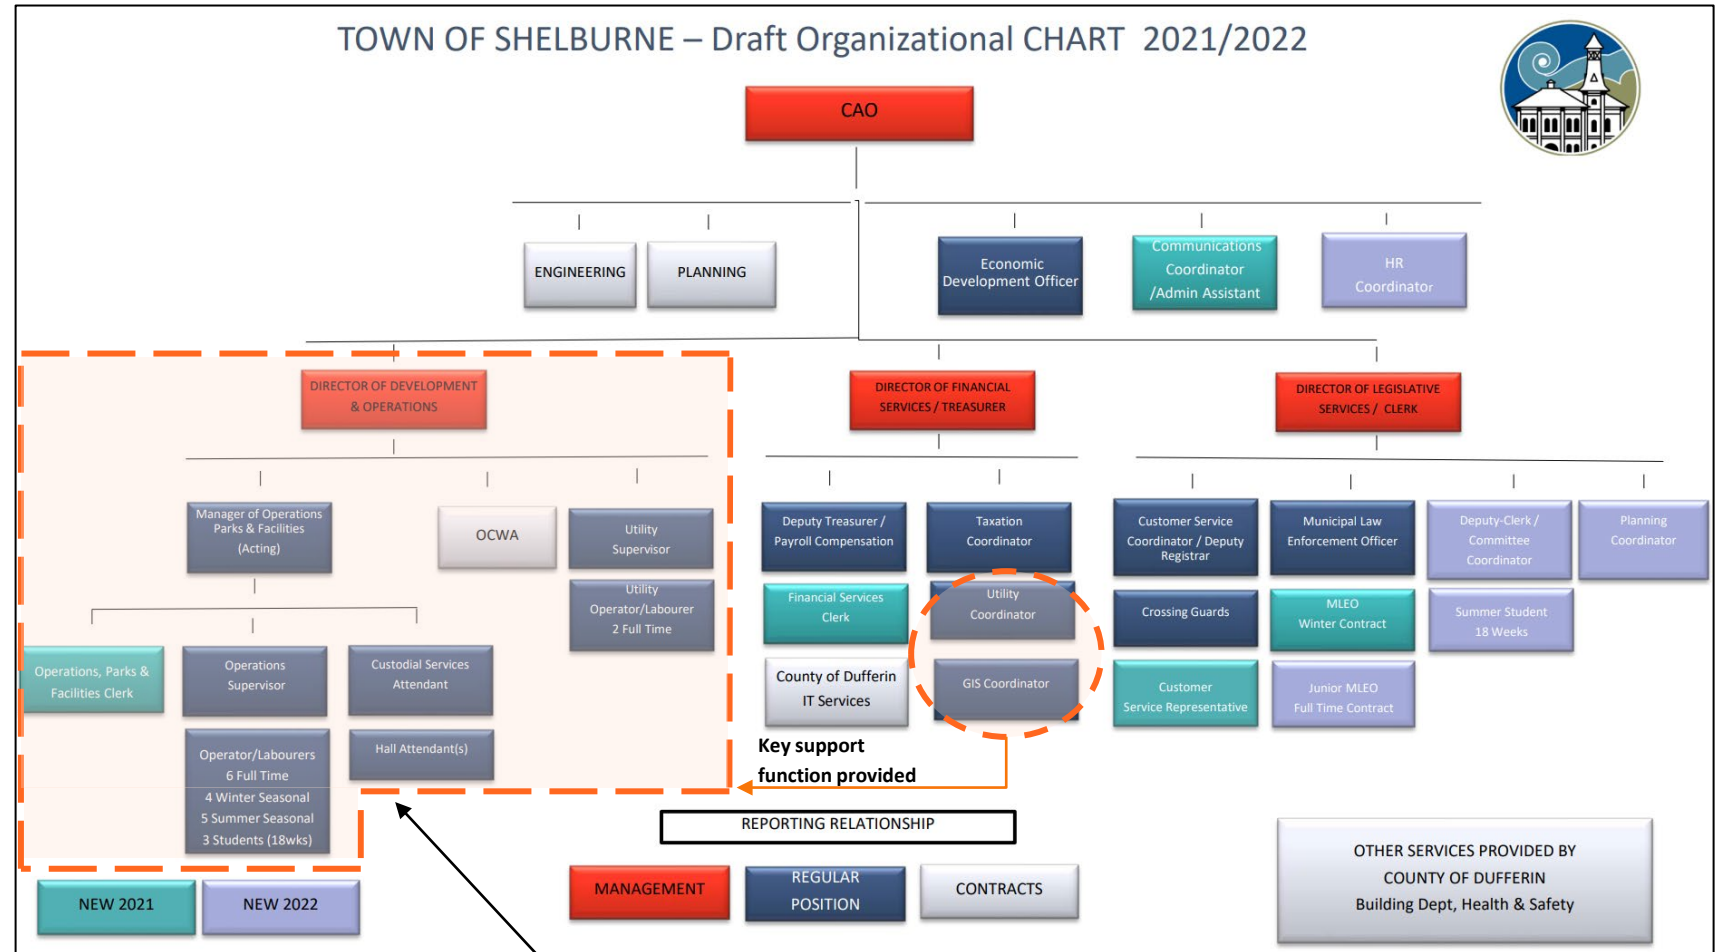 TOWN OF SHELBURNE – Draft Organizational CHART 2021/2022
CAO
ENGINEERING
PLANNING
Economic
Development Officer
Communications
Coordinator
/Admin Assistant
HR
Coordinator
DIRECTOR OF DEVELOPMENT
& OPERATIONS
DIRECTOR OF FINANCIAL
SERVICES / TREASURER
DIRECTOR OF LEGISLATIVE
SERVICES / CLERK
Manager of Operations
Parks & Facilities
(Acting)
OCWA
Utility
Supervisor
Utility
Operator/Labourer
2 Full Time
Operations, Parks &
Facilities Clerk
Operations
Supervisor
Custodial Services
Attendant
Operator/Labourers
6 Full Time
4 Winter Seasonal
5 Summer Seasonal
3 Students (18wks)
Hall Attendant(s)
Deputy Treasurer /
Payroll Compensation
Taxation
Coordinator
Financial Services
Clerk
Utility
Coordinator
County of Dufferin
IT Services
GIS Coordinator
Key support
function provided
Customer Service
Coordinator / Deputy
Registrar
Municipal Law
Enforcement Officer
Deputy-Clerk /
Committee
Coordinator
Planning
Coordinator
Crossing Guards
MLEO
Winter Contract
Summer Student
18 Weeks
Customer
Service Representative
Junior MLEO
Full Time Contract
REPORTING RELATIONSHIP
NEW 2021
NEW 2022
MANAGEMENT
REGULAR
POSITION
CONTRACTS
OTHER SERVICES PROVIDED BY
COUNTY OF DUFFERIN
Building Dept, Health & Safety